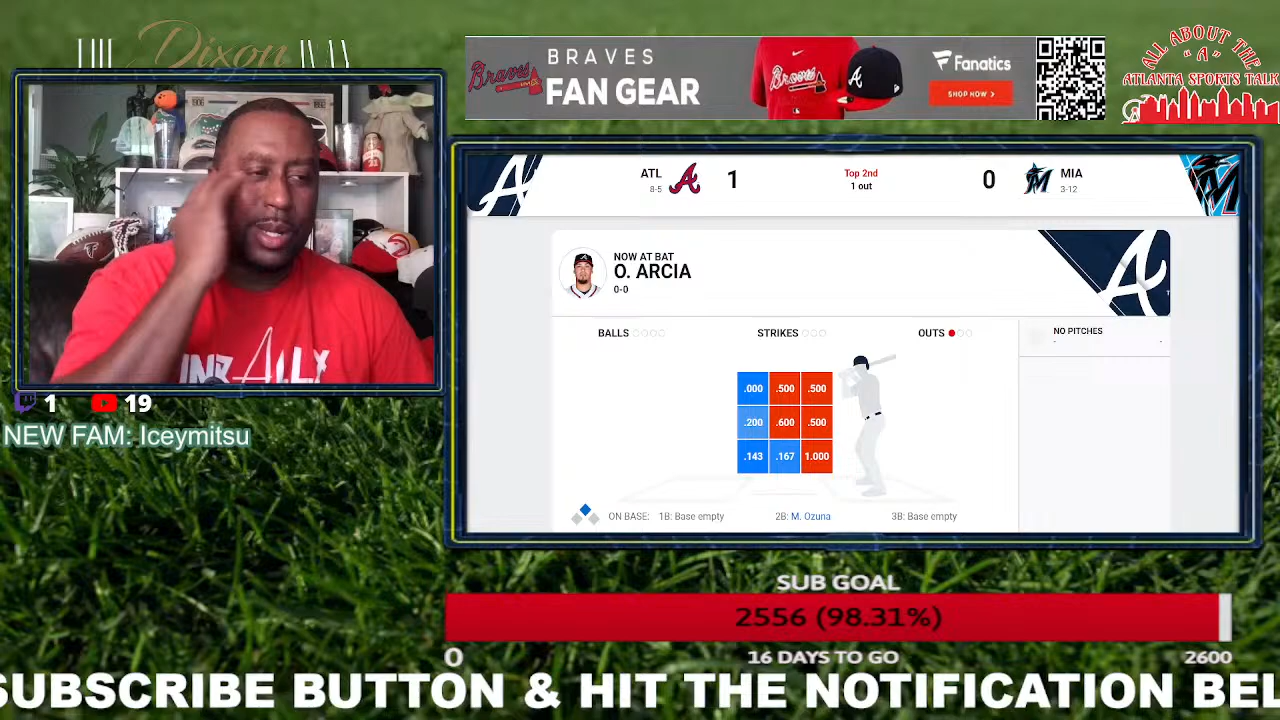 Dixon
BRAVES
Braves
FAN GEAR
Braves
Fanatics
SHOP NOW >
ALL ABOUT THE
"A"
ATLANTA SPORTS TALK
ATL
8-5
1
Top 2nd
1 out
0
MIA
3-12
NOW AT BAT
O. ARCIA
0-0
BALLS
STRIKES
OUTS
NO PITCHES
-
-
.000 .500 .500
.200 .600 .500
.143 .167 1.000
ON BASE: 1B: Base empty 2B: M. Ozuna 3B: Base empty
1 19
NEW FAM: Iceymitsu
SUB GOAL
2556 (98.31%)
0 16 DAYS TO GO 2600
SUBSCRIBE BUTTON & HIT THE NOTIFICATION BEL